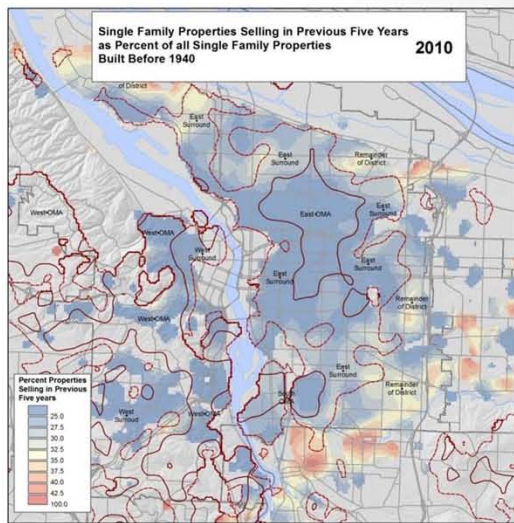 Single Family Properties Selling in Previous Five Years
as Percent of all Single Family Properties
Built Before 1940
2010
of District
East
Surround
East
Surround
Remainder
of District
West OMA
East OMA
East
Surround
West OMA
West
Surround
East
Surround
East
Surround
West OMA
Remainder
of District
East
Surround
Remainder
of District
West
Surroud
West OMA
South
Percent Properties
Selling in Previous
Five years
25.0
27.5
30.0
32.5
35.0
37.5
40.0
42.5
100.0